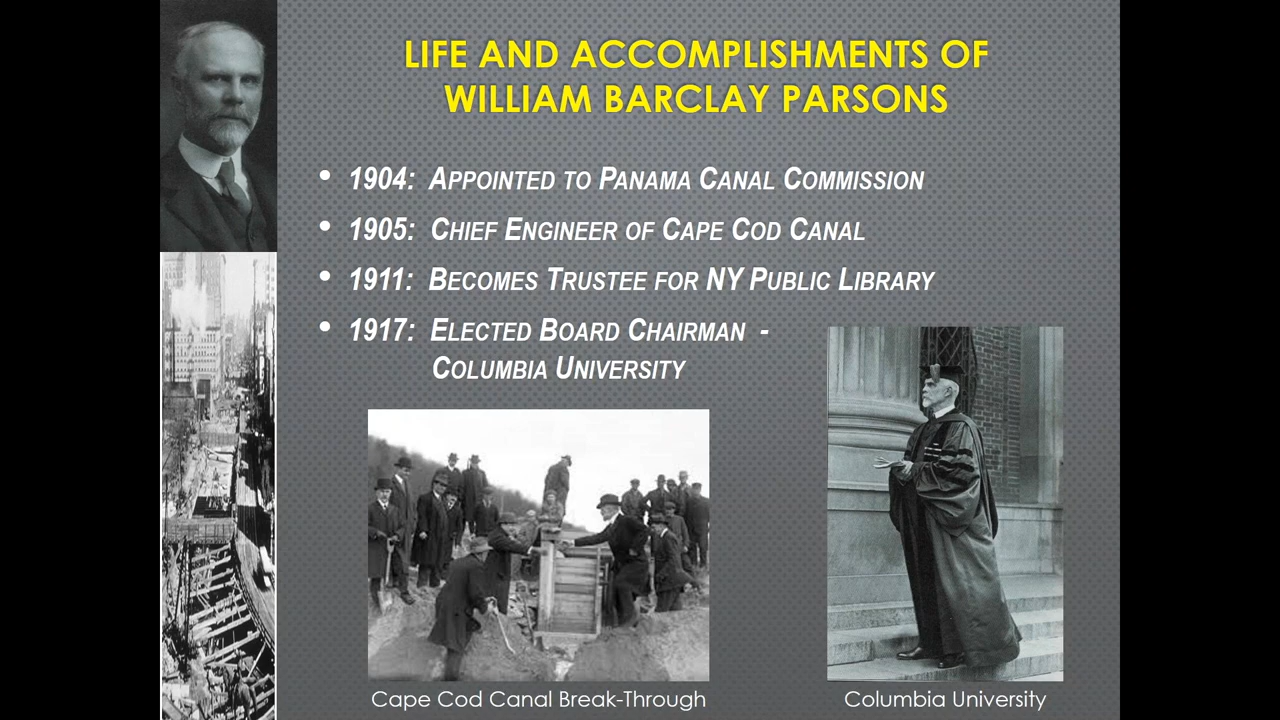 LIFE AND ACCOMPLISHMENTS OF
WILLIAM BARCLAY PARSONS
• 1904: APPOINTED TO PANAMA CANAL COMMISSION
• 1905: CHIEF ENGINEER OF CAPE COD CANAL
• 1911: BECOMES TRUSTEE FOR NY PUBLIC LIBRARY
• 1917: ELECTED BOARD CHAIRMAN -
COLUMBIA UNIVERSITY
Cape Cod Canal Break-Through
Columbia University